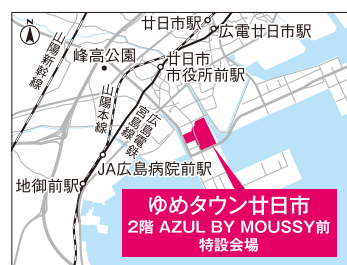 N
廿日市駅
広電廿日市駅
山陽新幹線
峰高公園
廿日市
市役所前駅
山陽本線
広島電鉄
宮島線
JA広島病院前駅
地御前駅
ゆめタウン廿日市
2階 AZUL BY MOUSSY前
特設会場